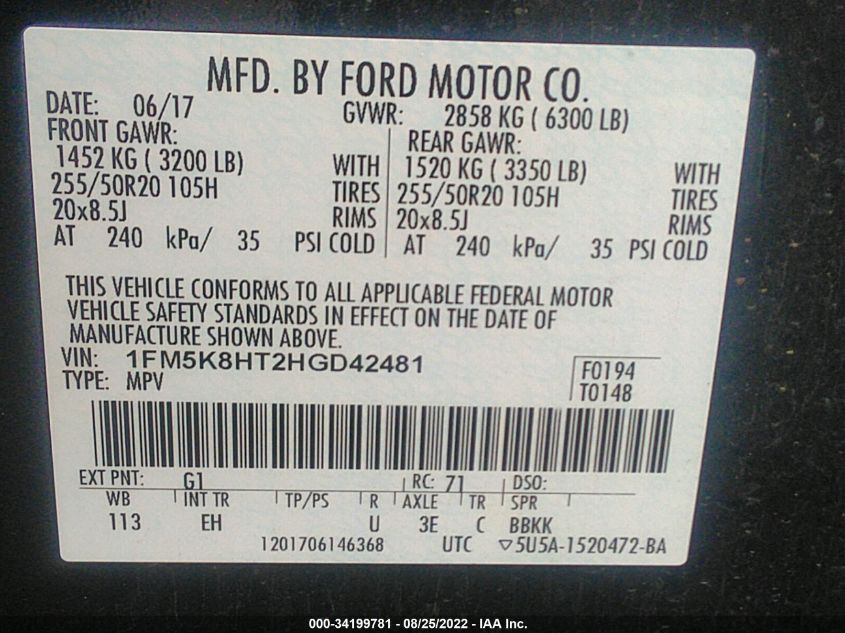 MFD. BY FORD MOTOR CO.
DATE: 06/17 GVWR: 2858 KG ( 6300 LB)
FRONT GAWR: REAR GAWR:
1452 KG ( 3200 LB) WITH 1520 KG ( 3350 LB) WITH
255/50R20 105H TIRES 255/50R20 105H TIRES
20x8.5J RIMS 20x8.5J RIMS
AT 240 kPa/ 35 PSI COLD AT 240 kPa/ 35 PSI COLD
THIS VEHICLE CONFORMS TO ALL APPLICABLE FEDERAL MOTOR
VEHICLE SAFETY STANDARDS IN EFFECT ON THE DATE OF
MANUFACTURE SHOWN ABOVE.
VIN: 1FM5K8HT2HGD42481 F0194
TYPE: MPV T0148
EXT PNT: G1 RC: 71 DSO:
WB INT TR TP/PS R AXLE TR SPR
113 EH U 3E C BBKK
1201706146368 UTC ▽5U5A-1520472-BA
000-34199781 - 08/25/2022 - IAA Inc.